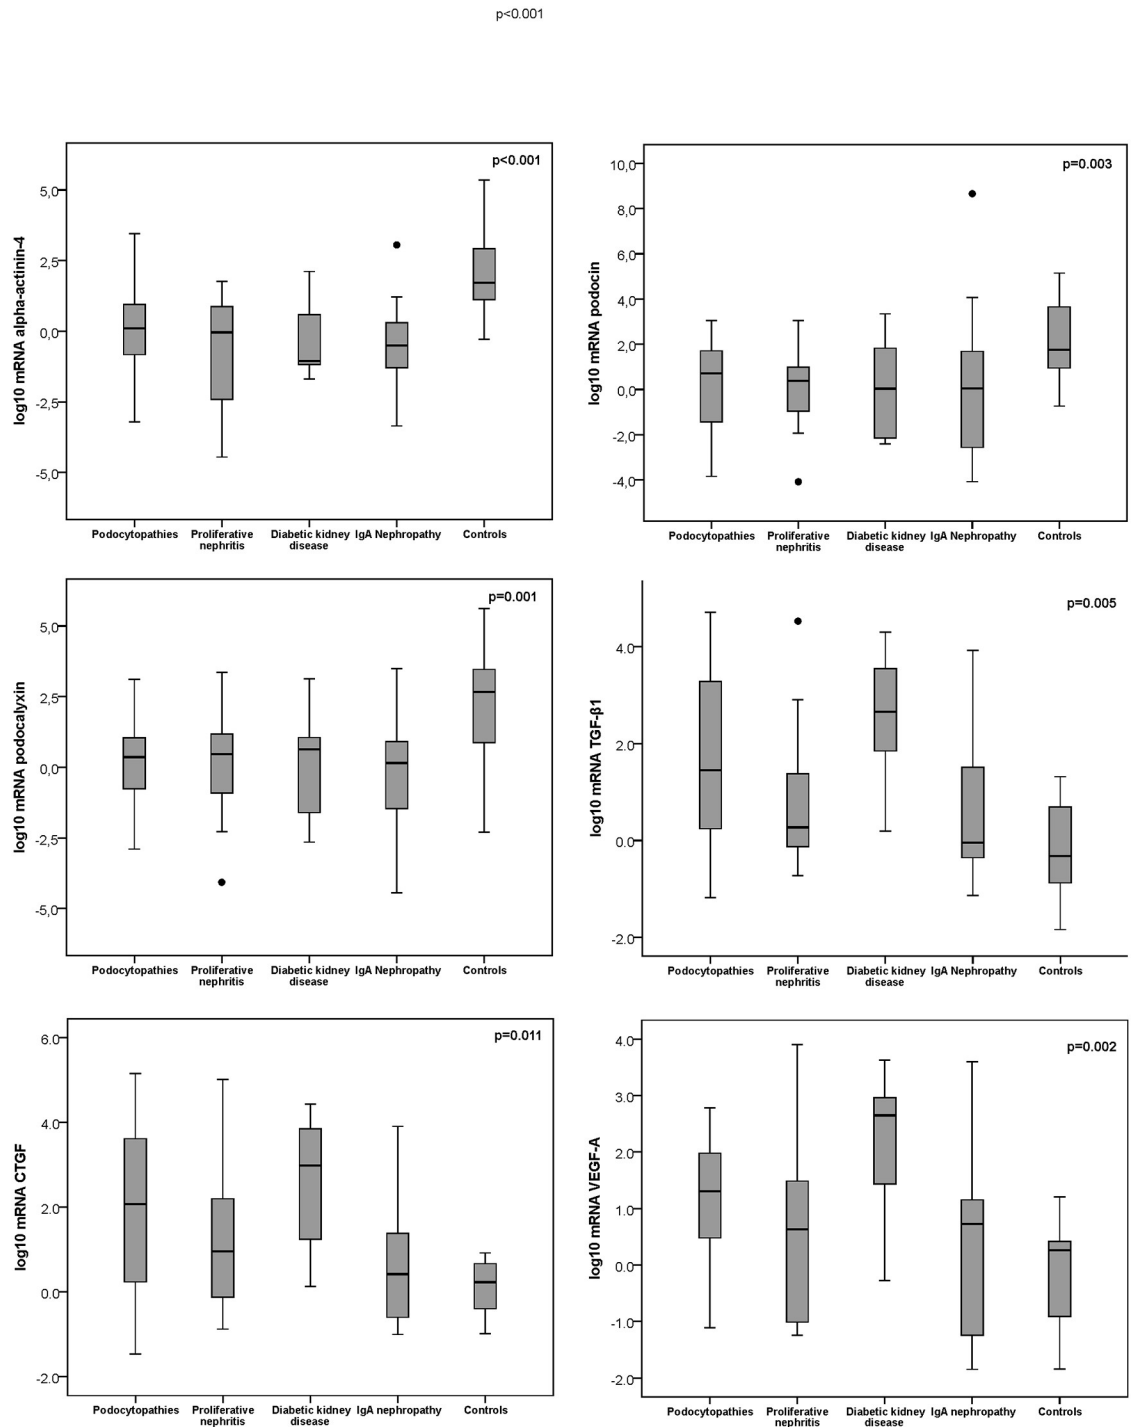 p<0.001
p<0.001
log10 mRNA alpha-actinin-4
5,0
2,5
0,0
-2,5
-5,0
Podocytopathies Proliferative nephritis Diabetic kidney disease IgA Nephropathy Controls
p=0.003
log10 mRNA podocin
10,0
8,0
6,0
4,0
2,0
0,0
-2,0
-4,0
Podocytopathies Proliferative nephritis Diabetic kidney disease IgA Nephropathy Controls
p=0.001
log10 mRNA podocalyxin
5,0
2,5
0,0
-2,5
-5,0
Podocytopathies Proliferative nephritis Diabetic kidney disease IgA Nephropathy Controls
p=0.005
log10 mRNA TGF-β1
4.0
2.0
0.0
-2.0
Podocytopathies Proliferative nephritis Diabetic kidney disease IgA Nephropathy Controls
p=0.011
log10 mRNA CTGF
6.0
4.0
2.0
0.0
-2.0
Podocytopathies Proliferative nephritis Diabetic kidney disease IgA nephropathy Controls
p=0.002
log10 mRNA VEGF-A
4.0
3.0
2.0
1.0
0.0
-1.0
-2.0
Podocytopathies Proliferative nephritis Diabetic kidney disease IgA Nephropathy Controls